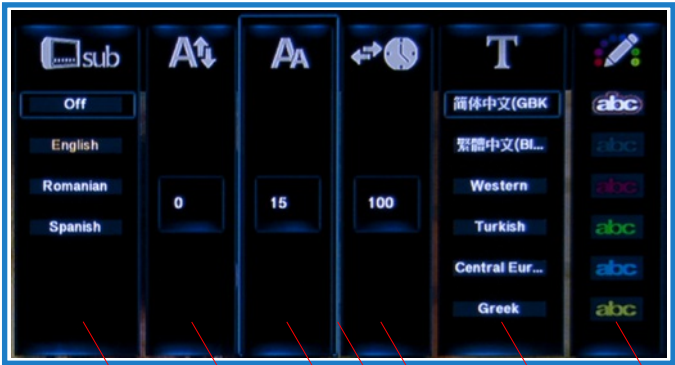 sub
Off
English
Romanian
Spanish
A
0
AA
15
100
T
简体中文(GBK
繁體中文(BI...
Western
Turkish
Central Eur...
Greek
abc
abc
abc
abc
abc
abc